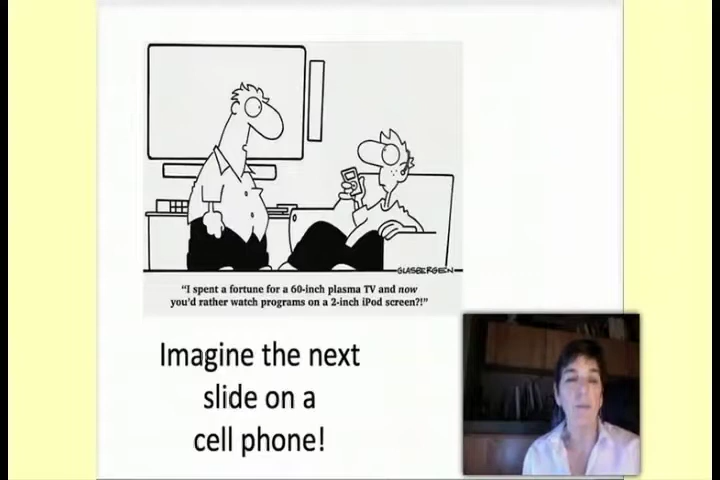 GLASBERGEN
"I spent a fortune for a 60-inch plasma TV and now
you'd rather watch programs on a 2-inch iPod screen?!"
Imagine the next
slide on a
cell phone!